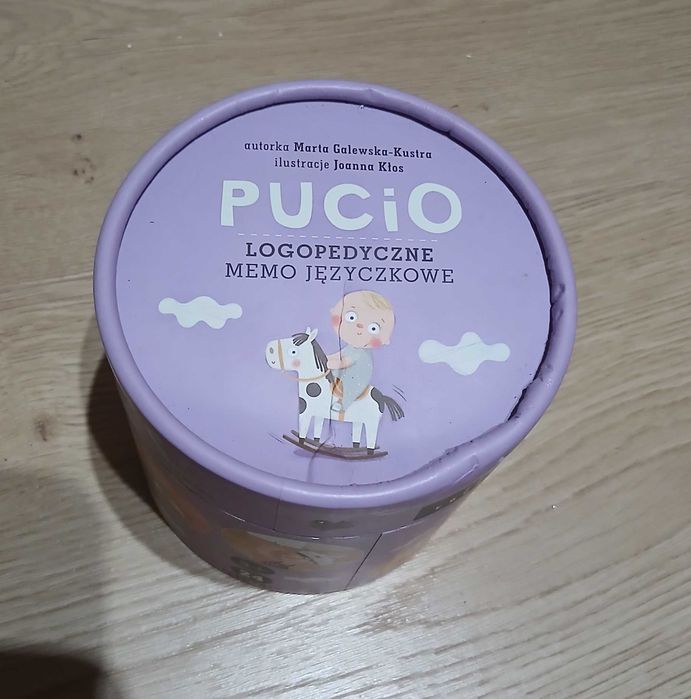 autorka Marta Galewska-Kustra
ilustracje Joanna Kłos
PUCiO
LOGOPEDYCZNE
MEMO JĘZYCZKOWE